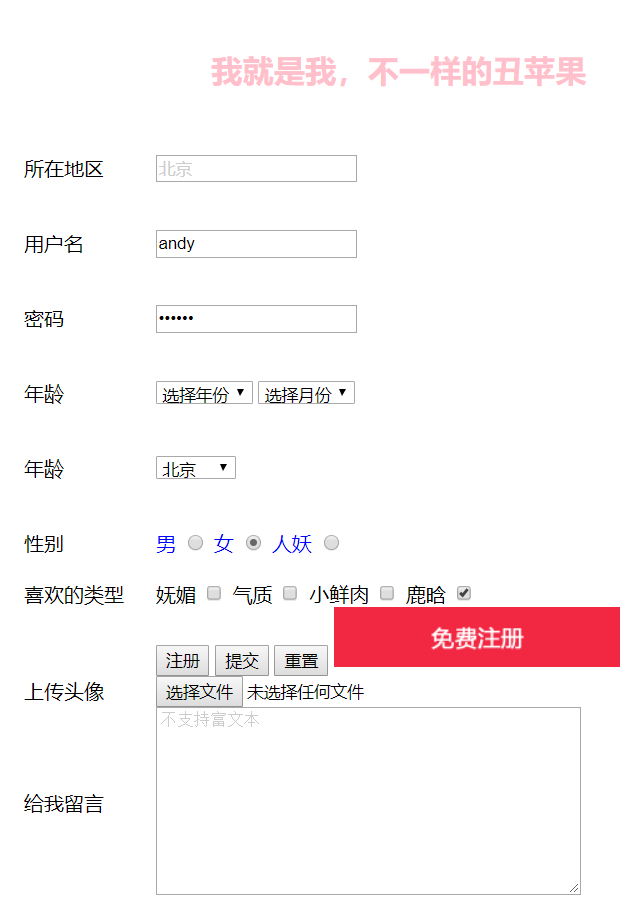 我就是我，不一样的丑苹果
所在地区 北京
用户名 andy
密码 ••••••
年龄 选择年份 选择月份
年龄 北京
性别 男 女 人妖
喜欢的类型 妩媚 气质 小鲜肉 鹿晗
注册 提交 重置 免费注册
上传头像 选择文件 未选择任何文件
不支持富文本
给我留言